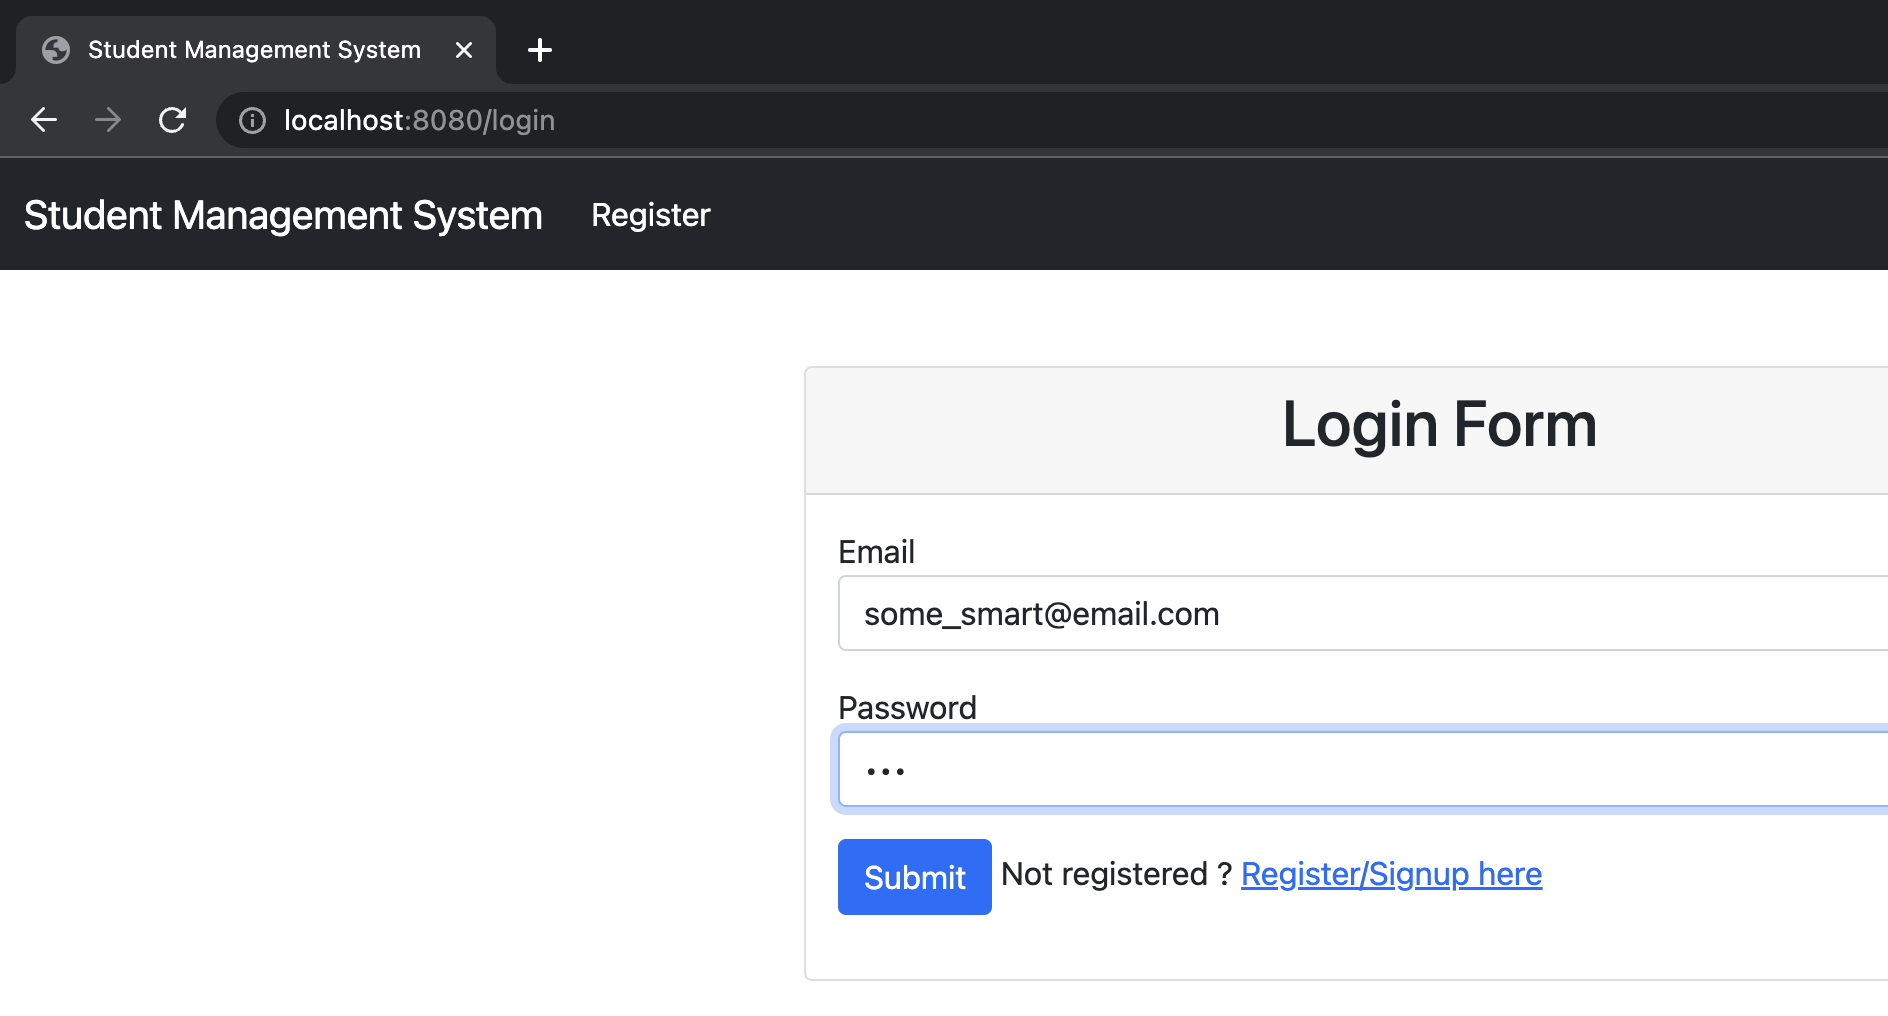 Student Management System
localhost:8080/login
Student Management System Register
Login Form
Email
some_smart@email.com
Password
•••
Submit Not registered ? Register/Signup here